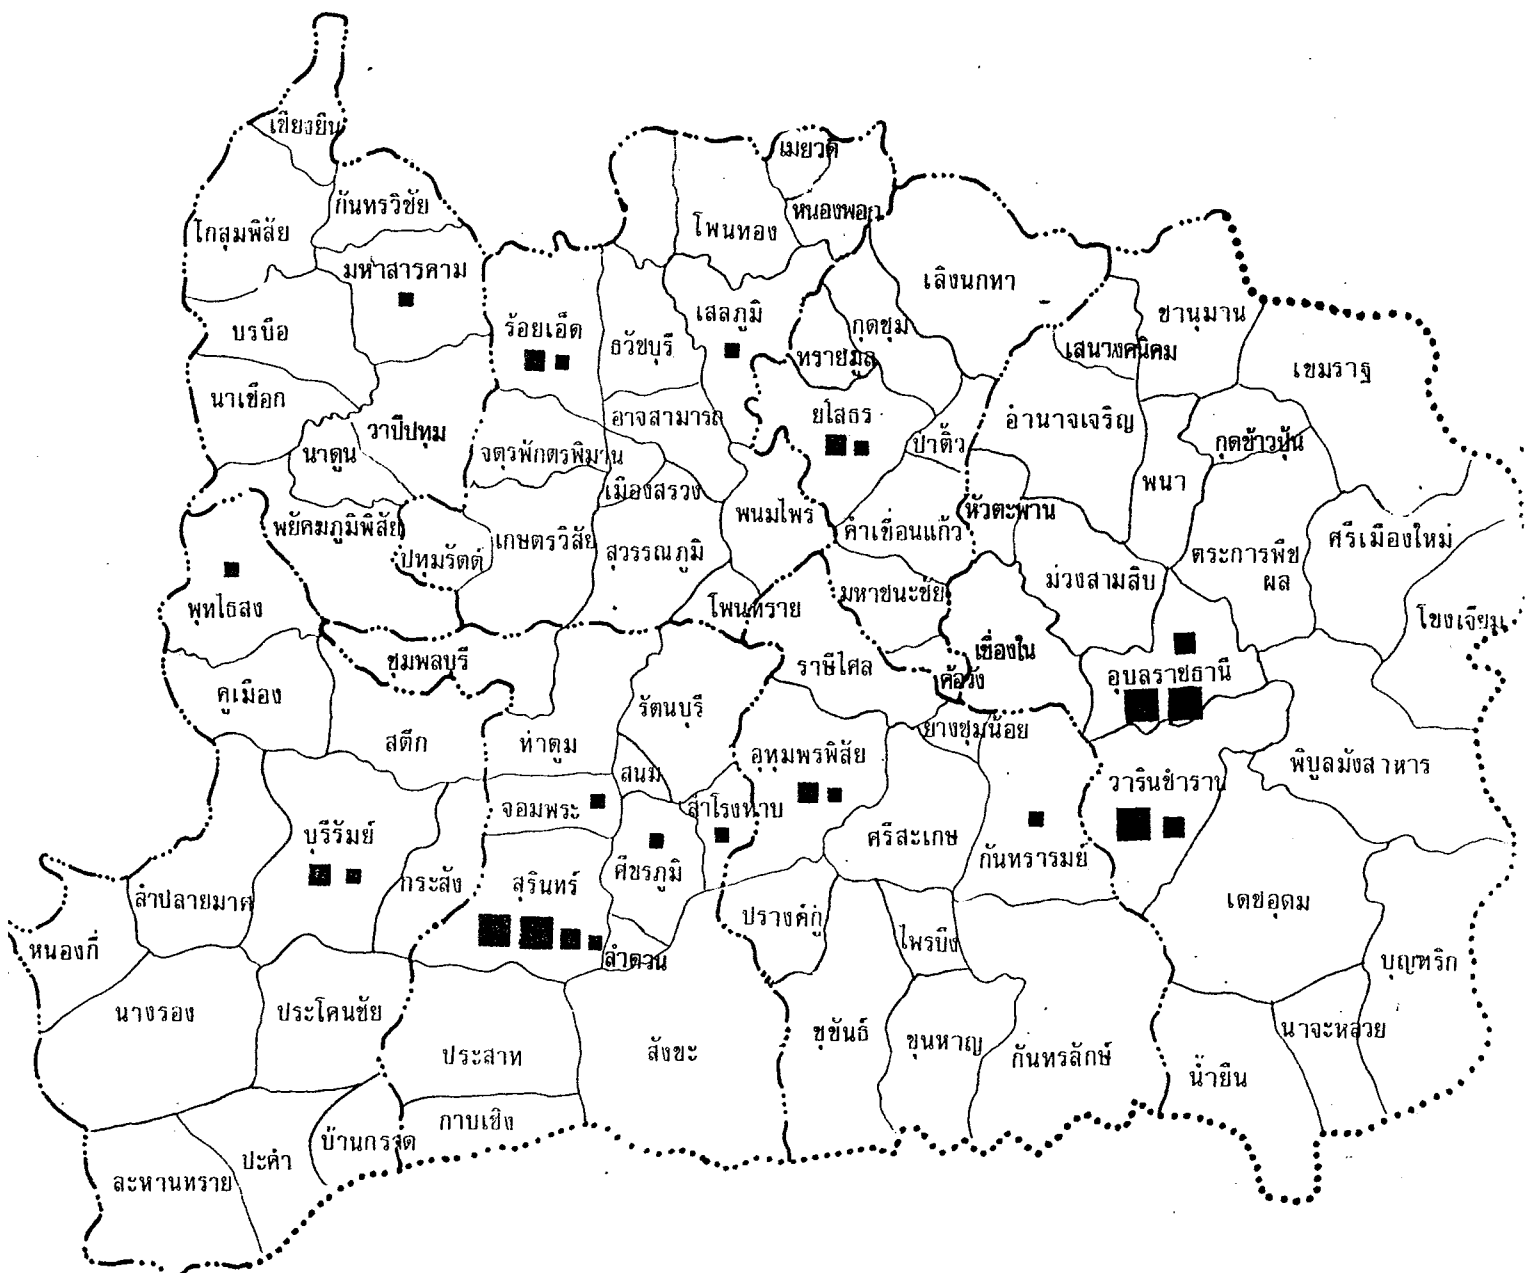 เชียงยืน
เมยวดี
กันทรวิชัย
หนองพอก
โกสุมพิสัย
โพนทอง
มหาสารคาม
เลิงนกทา
ชานุมาน
เสลภูมิ
กุดชุม
บรบือ
ร้อยเอ็ด
ธวัชบุรี
ทรายมูล
เสนางคนิคม
เขมราฐ
นาเชือก
อาจสามารถ
ยโสธร
อำนาจเจริญ
วาปีปทุม
นาดูน
จตุรพักตรพิมาน
ป่าติ้ว
กุดข้าวปุ้น
พนา
เมืองสรวง
พนมไพร
หัวตะพาน
พยัคฆภูมิพิสัย
ปทุมรัตต์
เกษตรวิสัย
สุวรรณภูมิ
คำเขื่อนแก้ว
ศรีเมืองใหม่
ม่วงสามสิบ
ตระการพืช
ผล
พุทไธสง
โพนทราย
มหาชนะชัย
โขงเจียม
ชุมพลบุรี
ราษีไศล
เขื่องใน
ค้อวัง
อุบลราชธานี
คูเมือง
รัตนบุรี
สตึก
ท่าตูม
ยางชุมน้อย
อุทุมพรพิสัย
สนม
พิบูลมังสาหาร
วารินชำราบ
จอมพระ
สำโรงทาบ
บุรีรัมย์
ศรีสะเกษ
กันทรารมย์
กระสัง
สุรินทร์
ศีขรภูมิ
ลำปลายมาศ
เดชอุดม
ปรางค์กู่
ไพรบึง
หนองกี่
ลำดวน
บุณฑริก
นางรอง
ประโคนชัย
ประสาท
สังขะ
ขุขันธ์
ขุนหาญ
กันทรลักษ์
นาจะหลวย
น้ำยืน
กาบเชิง
บ้านกรวด
ปะคำ
ละหานทราย